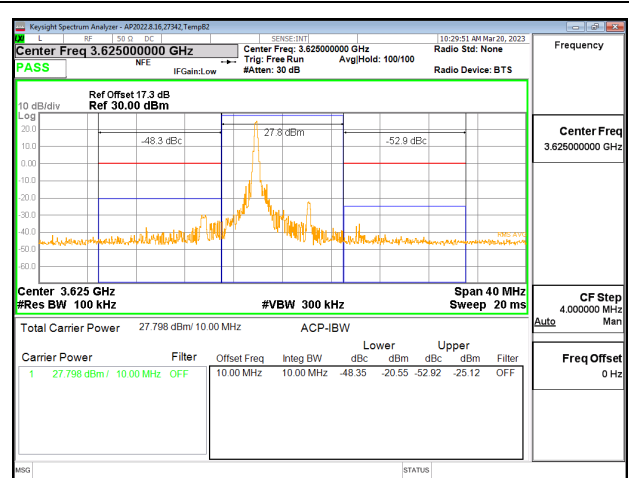 Keysight Spectrum Analyzer - AP2022.8.16,27342,TempB2
L RF 50 Ω DC SENSE:INT 10:29:51 AM Mar 20, 2023
Center Freq 3.625000000 GHz
Center Freq: 3.625000000 GHz
Radio Std: None
Frequency
PASS
NFE
IFGain:Low
Trig: Free Run
Avg|Hold: 100/100
#Atten: 30 dB
Radio Device: BTS
Ref Offset 17.3 dB
10 dB/div Ref 30.00 dBm
Log
20.0
10.0
0.00
-10.0
-20.0
-30.0
-40.0
-50.0
-60.0
-48.3 dBc
27.8 dBm
-52.9 dBc
RMS AVG
Center 3.625 GHz Span 40 MHz
#Res BW 100 kHz #VBW 300 kHz Sweep 20 ms
Total Carrier Power 27.798 dBm/ 10.00 MHz ACP-IBW
Lower Upper
Carrier Power Filter Offset Freq Integ BW dBc dBm dBc dBm Filter
1 27.798 dBm / 10.00 MHz OFF 10.00 MHz 10.00 MHz -48.35 -20.55 -52.92 -25.12 OFF
Center Freq
3.625000000 GHz
CF Step
4.000000 MHz
Auto Man
Freq Offset
0 Hz
MSG STATUS